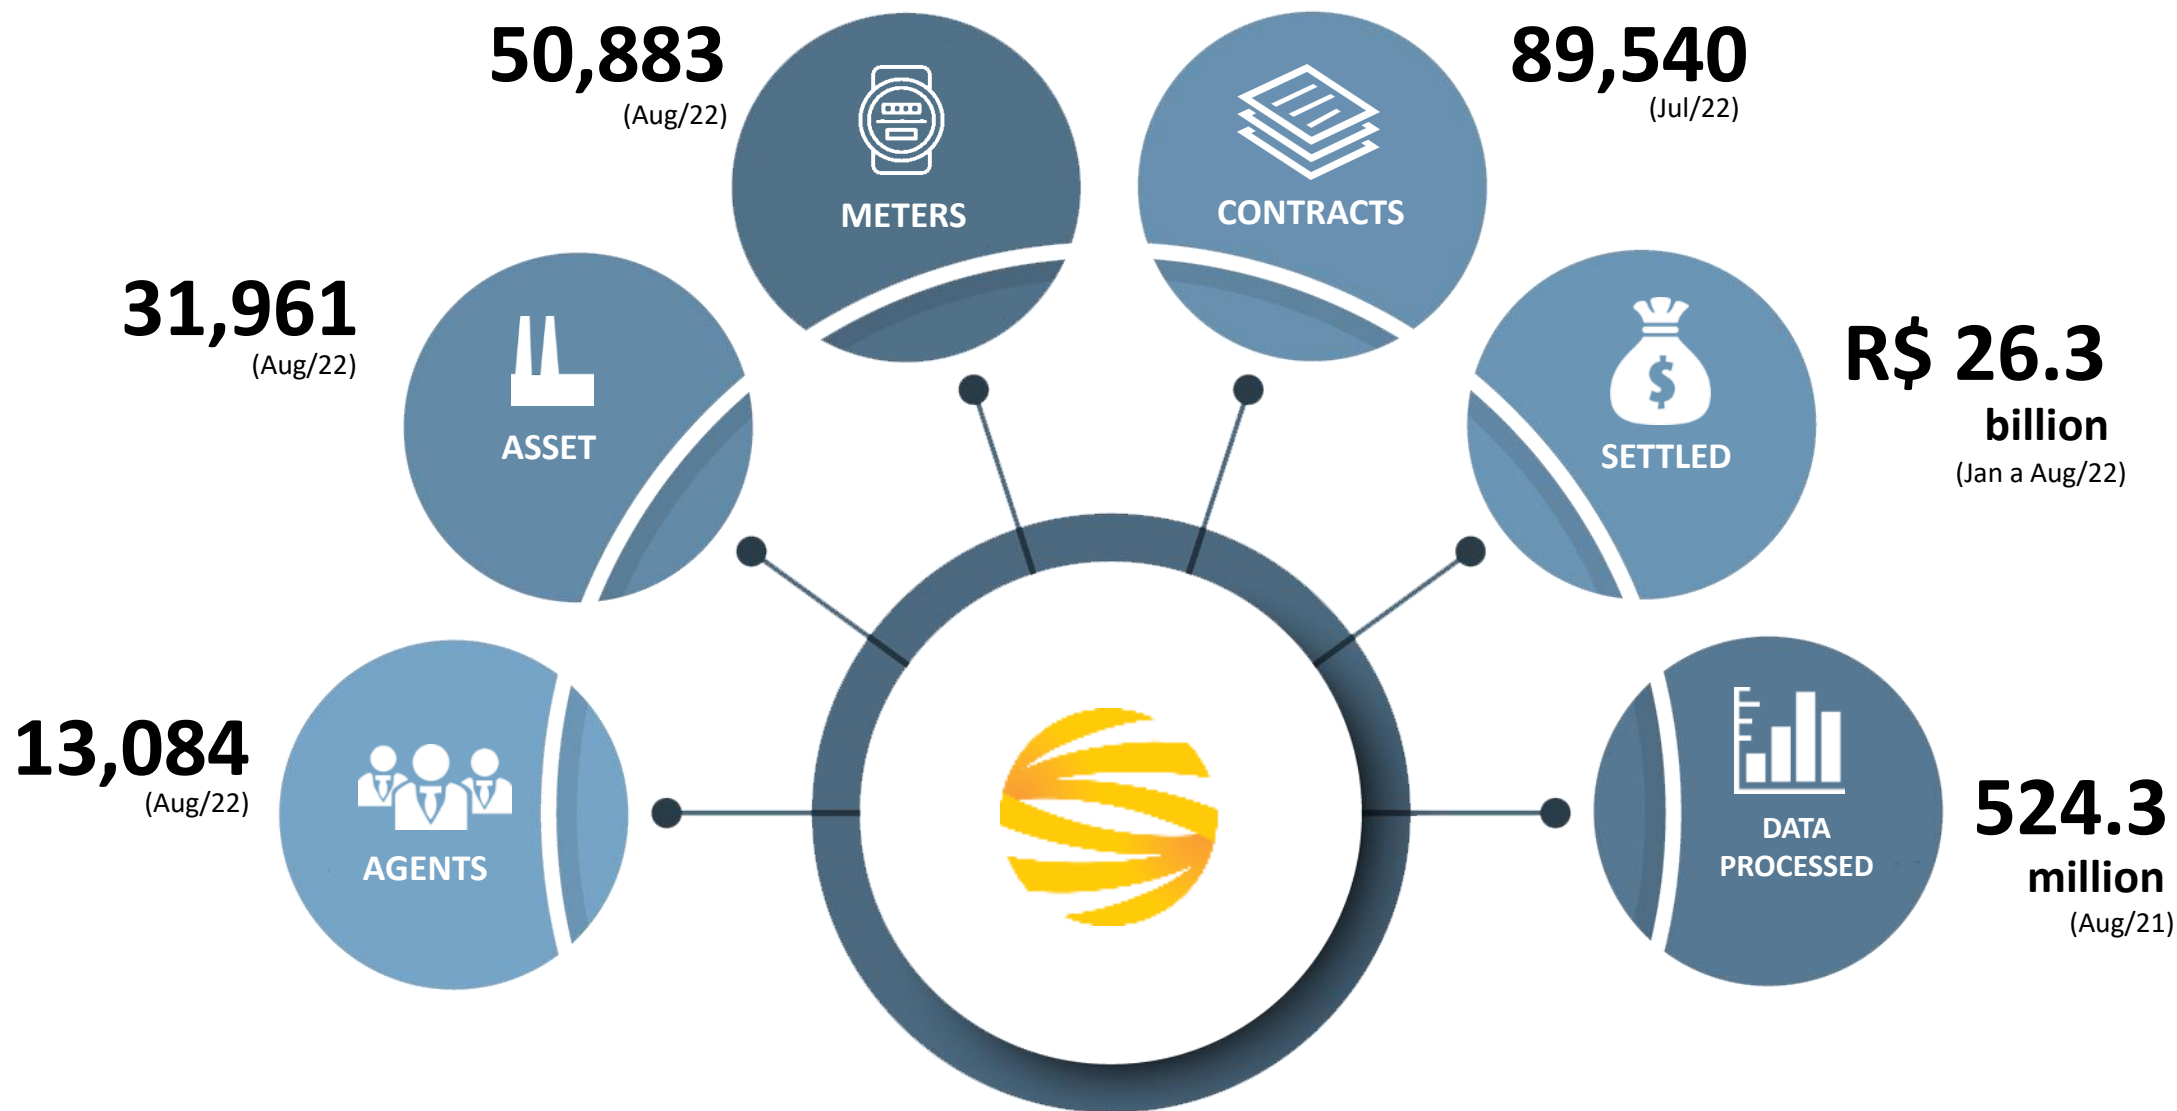 50,883
(Aug/22)
METERS
CONTRACTS
89,540
(Jul/22)
31,961
(Aug/22)
ASSET
SETTLED
R$ 26.3
billion
(Jan a Aug/22)
13,084
(Aug/22)
AGENTS
DATA
PROCESSED
524.3
million
(Aug/21)